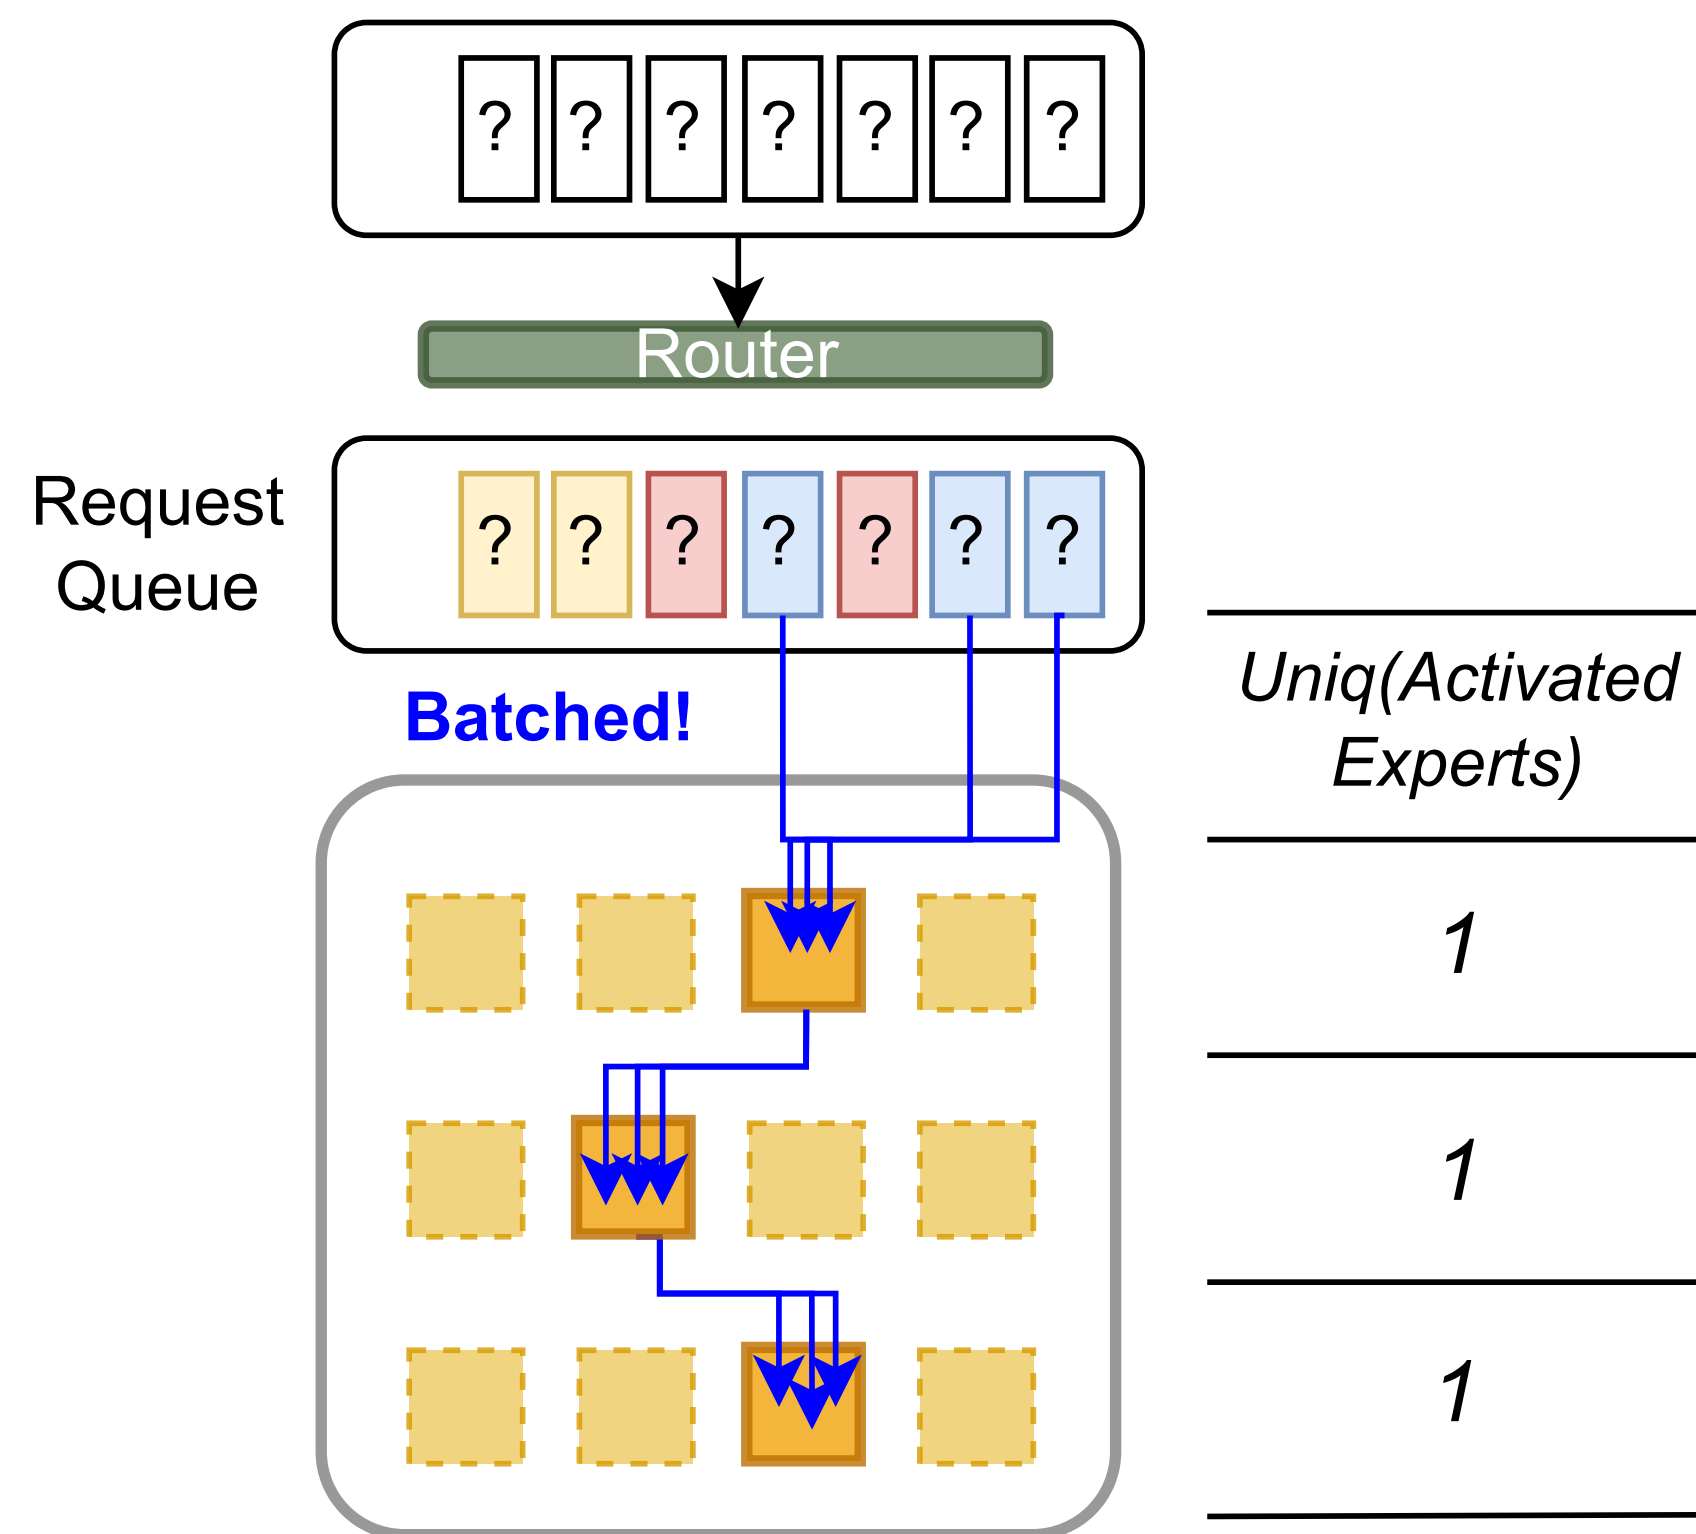 ? ? ? ? ? ? ?
Router
Request
Queue
? ? ? ? ? ? ?
Batched!
Uniq(Activated
Experts)
1
1
1